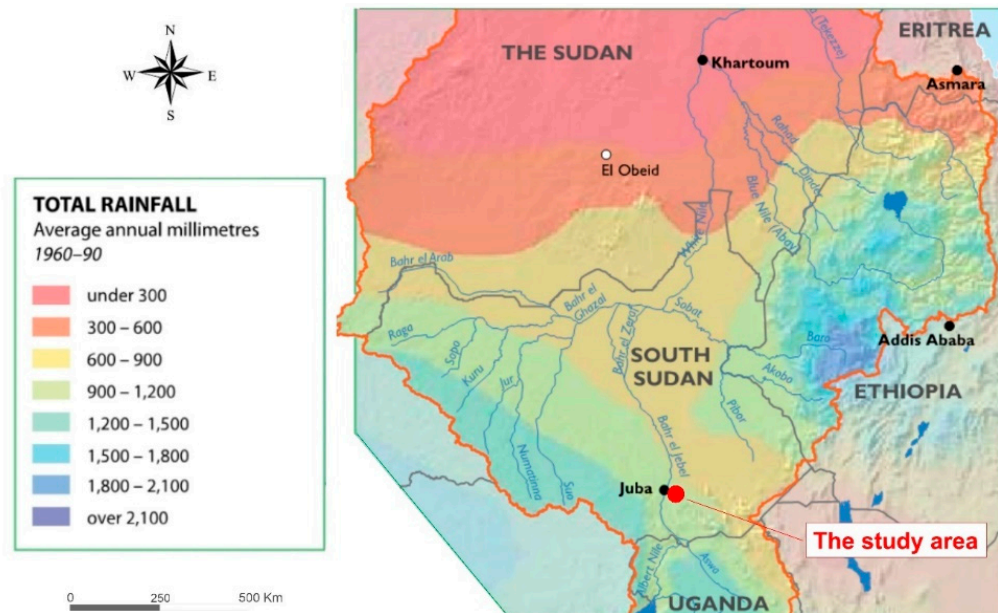 N
W E
S
TOTAL RAINFALL
Average annual millimetres
1960–90
under 300
300 – 600
600 – 900
900 – 1,200
1,200 – 1,500
1,500 – 1,800
1,800 – 2,100
over 2,100
0 250 500 Km
THE SUDAN
ERITREA
(Tekezze)
Khartoum
Asmara
El Obeid
Rahad
Dinder
Blue Nile (Abay)
White Nile
Bahr el Arab
Bahr el
Ghazal
Bahr el Zaraf
Sobat
Raga
Sopo
Kuru
Jur
Numatinna
Suo
SOUTH
SUDAN
Baro
Akobo
Pibor
Addis Ababa
ETHIOPIA
Bahr el Jebel
Juba
The study area
Albert Nile
Aswa
UGANDA